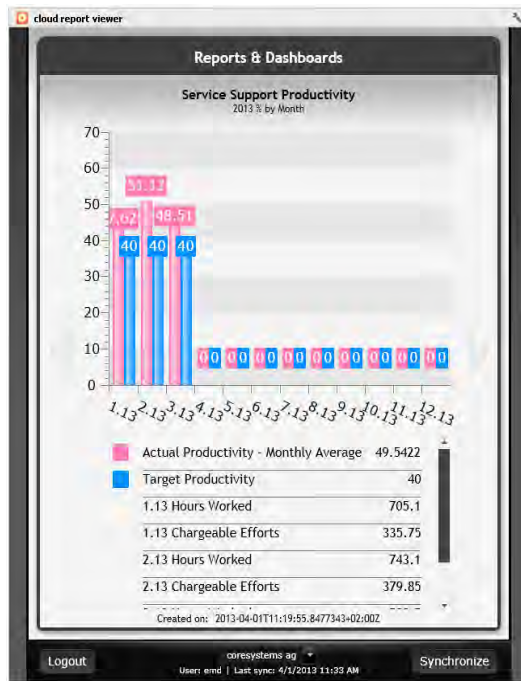 cloud report viewer
Reports & Dashboards
Service Support Productivity
2013 % by Month
70
60
50
40
30
20
10
0
7.62 48.51
40 40 40
0 0 0 0 0 0 0 0 0 0 0 0 0 0 0 0 0 0
1.13 2.13 3.13 4.13 5.13 6.13 7.13 8.13 9.13 10.13 11.13 12.13
Actual Productivity - Monthly Average 49.5422
Target Productivity 40
1.13 Hours Worked 705.1
1.13 Chargeable Efforts 335.75
2.13 Hours Worked 743.1
2.13 Chargeable Efforts 379.85
Created on: 2013-04-01T11:19:55.8477343+02:00Z
Logout
coresystems ag
User: emd | Last sync: 4/1/2013 11:33 AM
Synchronize